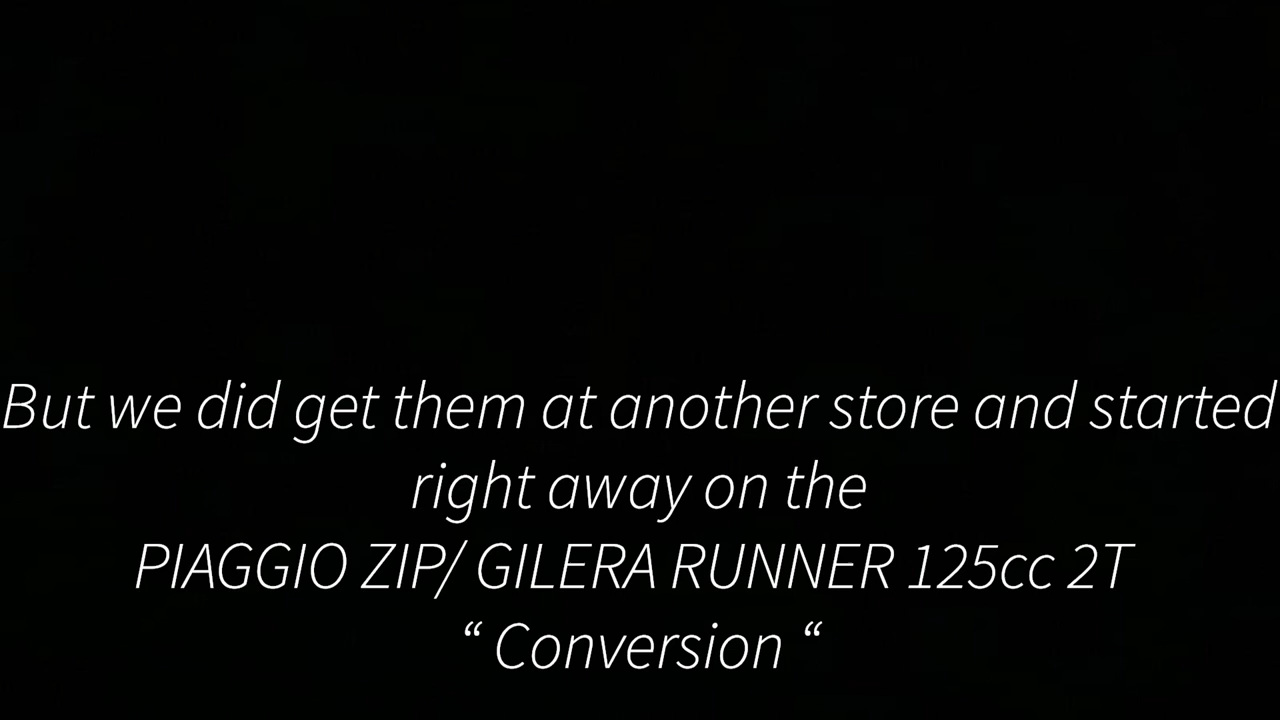 But we did get them at another store and started
right away on the
PIAGGIO ZIP/ GILERA RUNNER 125cc 2T
“ Conversion “